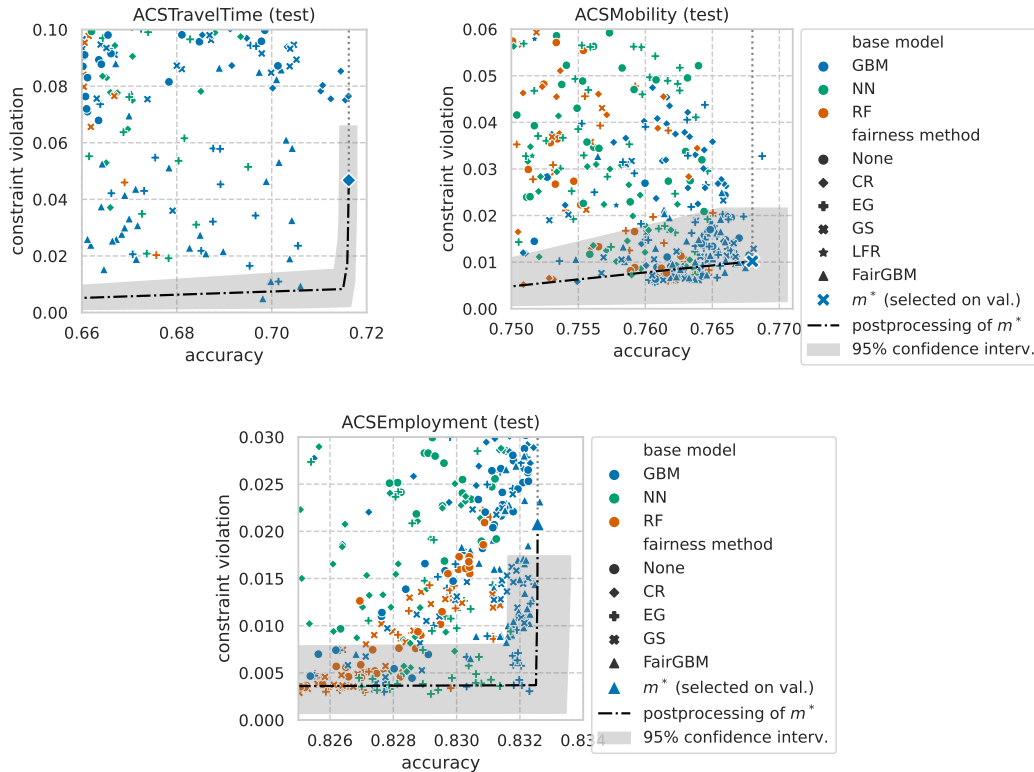 ACSTravelTime (test)
0.10
0.08
0.06
0.04
0.02
0.00
constraint violation
0.66
0.68
0.70
0.72
accuracy
ACSMobility (test)
0.06
0.05
0.04
0.03
0.02
0.01
0.00
constraint violation
0.750
0.755
0.760
0.765
0.770
accuracy
base model
GBM
NN
RF
fairness method
None
CR
EG
GS
LFR
FairGBM
m* (selected on val.)
postprocessing of m*
95% confidence interv.
ACSEmployment (test)
0.030
0.025
0.020
0.015
0.010
0.005
0.000
constraint violation
0.826
0.828
0.830
0.832
0.834
accuracy
base model
GBM
NN
RF
fairness method
None
CR
EG
GS
FairGBM
m* (selected on val.)
postprocessing of m*
95% confidence interv.